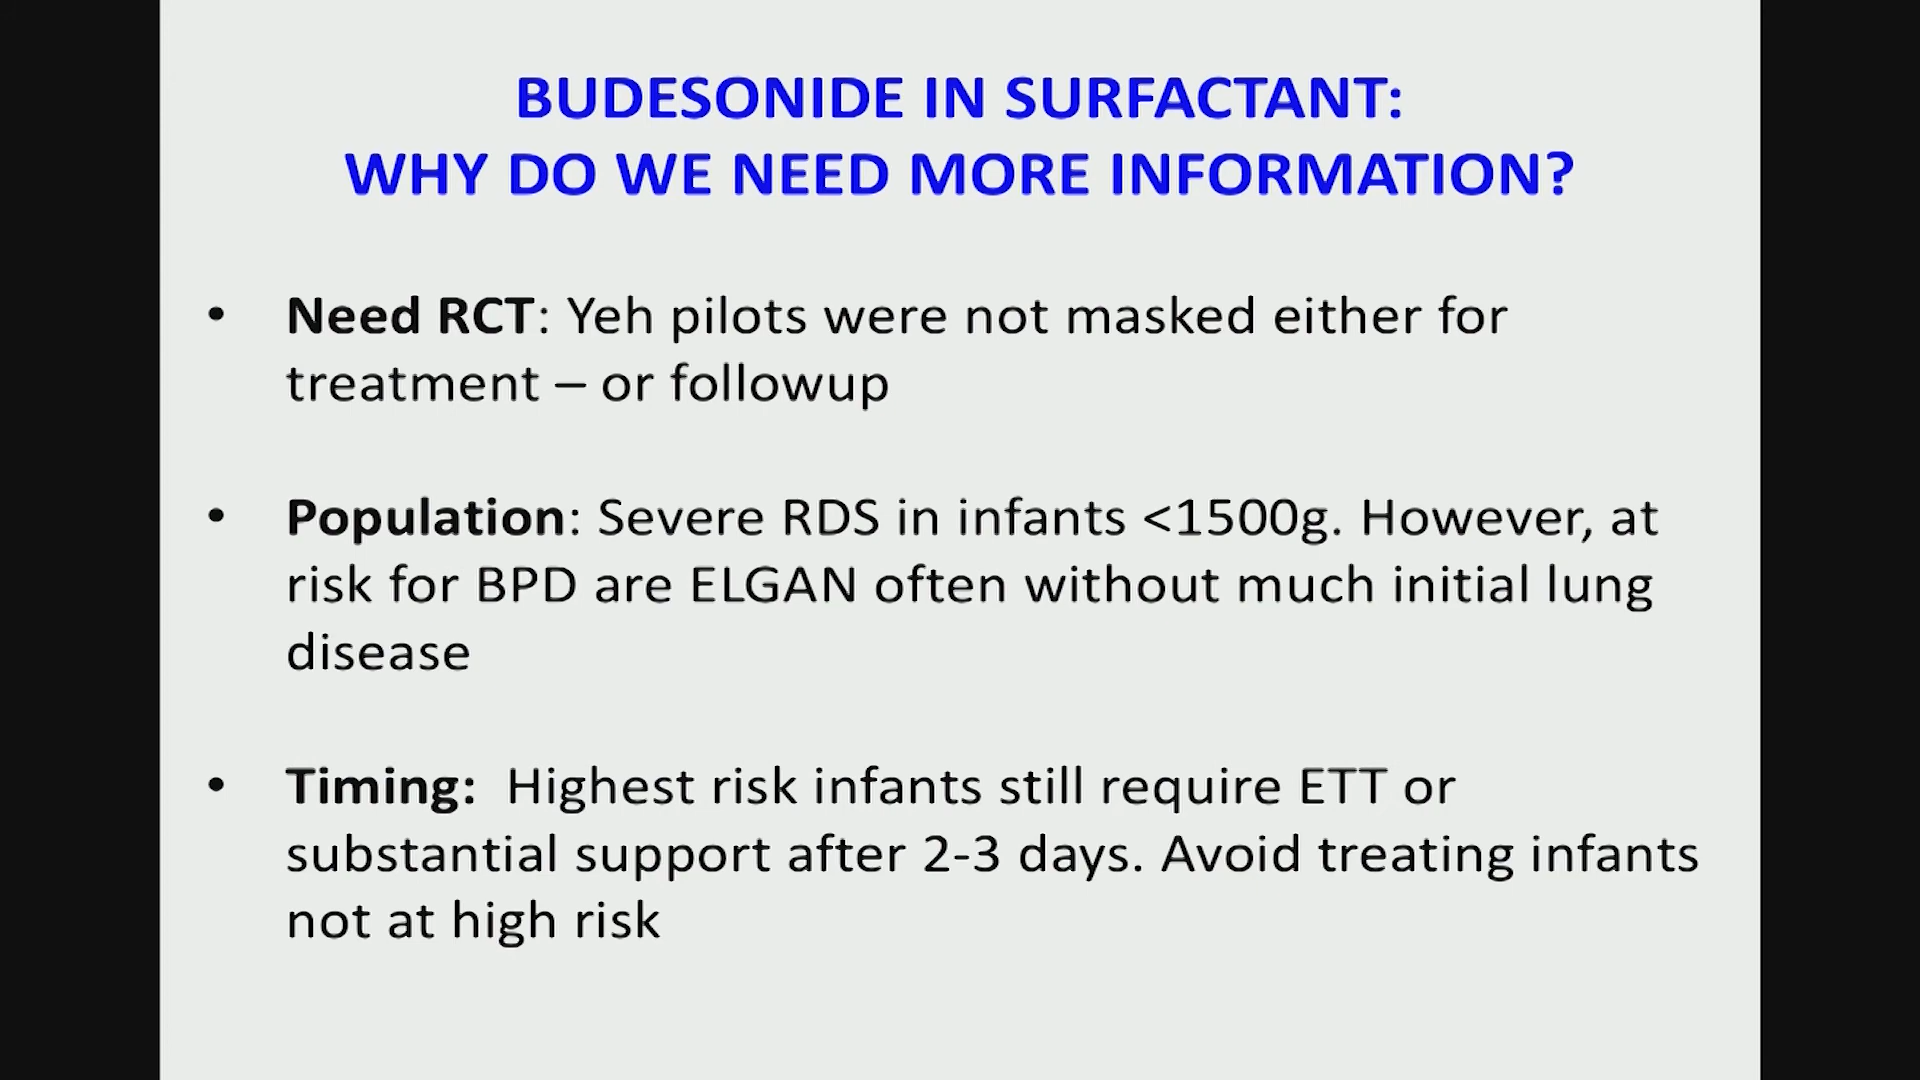 BUDESONIDE IN SURFACTANT:
WHY DO WE NEED MORE INFORMATION?
• Need RCT: Yeh pilots were not masked either for
treatment – or followup
• Population: Severe RDS in infants <1500g. However, at
risk for BPD are ELGAN often without much initial lung
disease
• Timing: Highest risk infants still require ETT or
substantial support after 2-3 days. Avoid treating infants
not at high risk